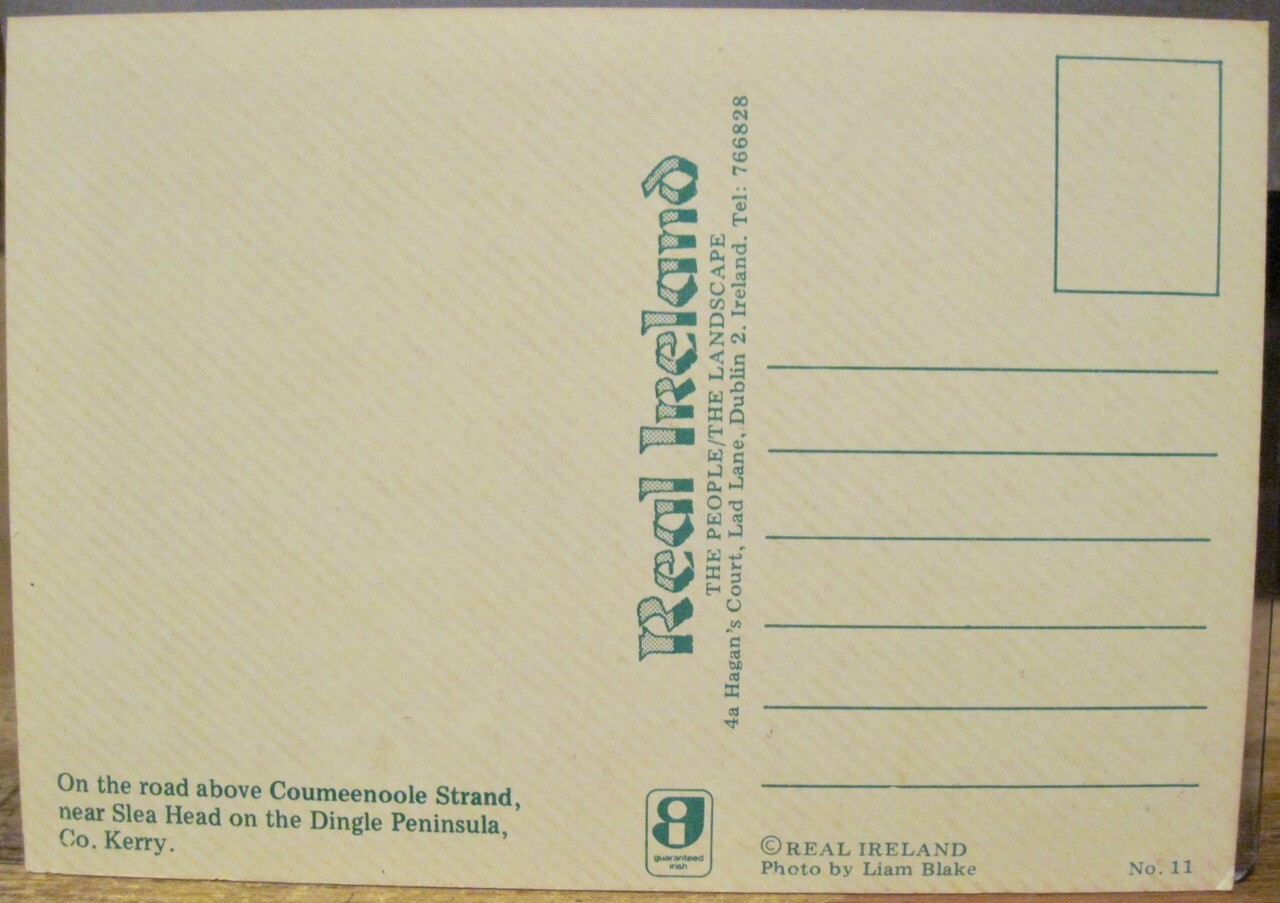 On the road above Coumeenoole Strand,
near Slea Head on the Dingle Peninsula,
Co. Kerry.
Real Ireland
THE PEOPLE/THE LANDSCAPE
4a Hagan's Court, Lad Lane, Dublin 2. Ireland. Tel: 766828
guaranteed
irish
©REAL IRELAND
Photo by Liam Blake
No. 11